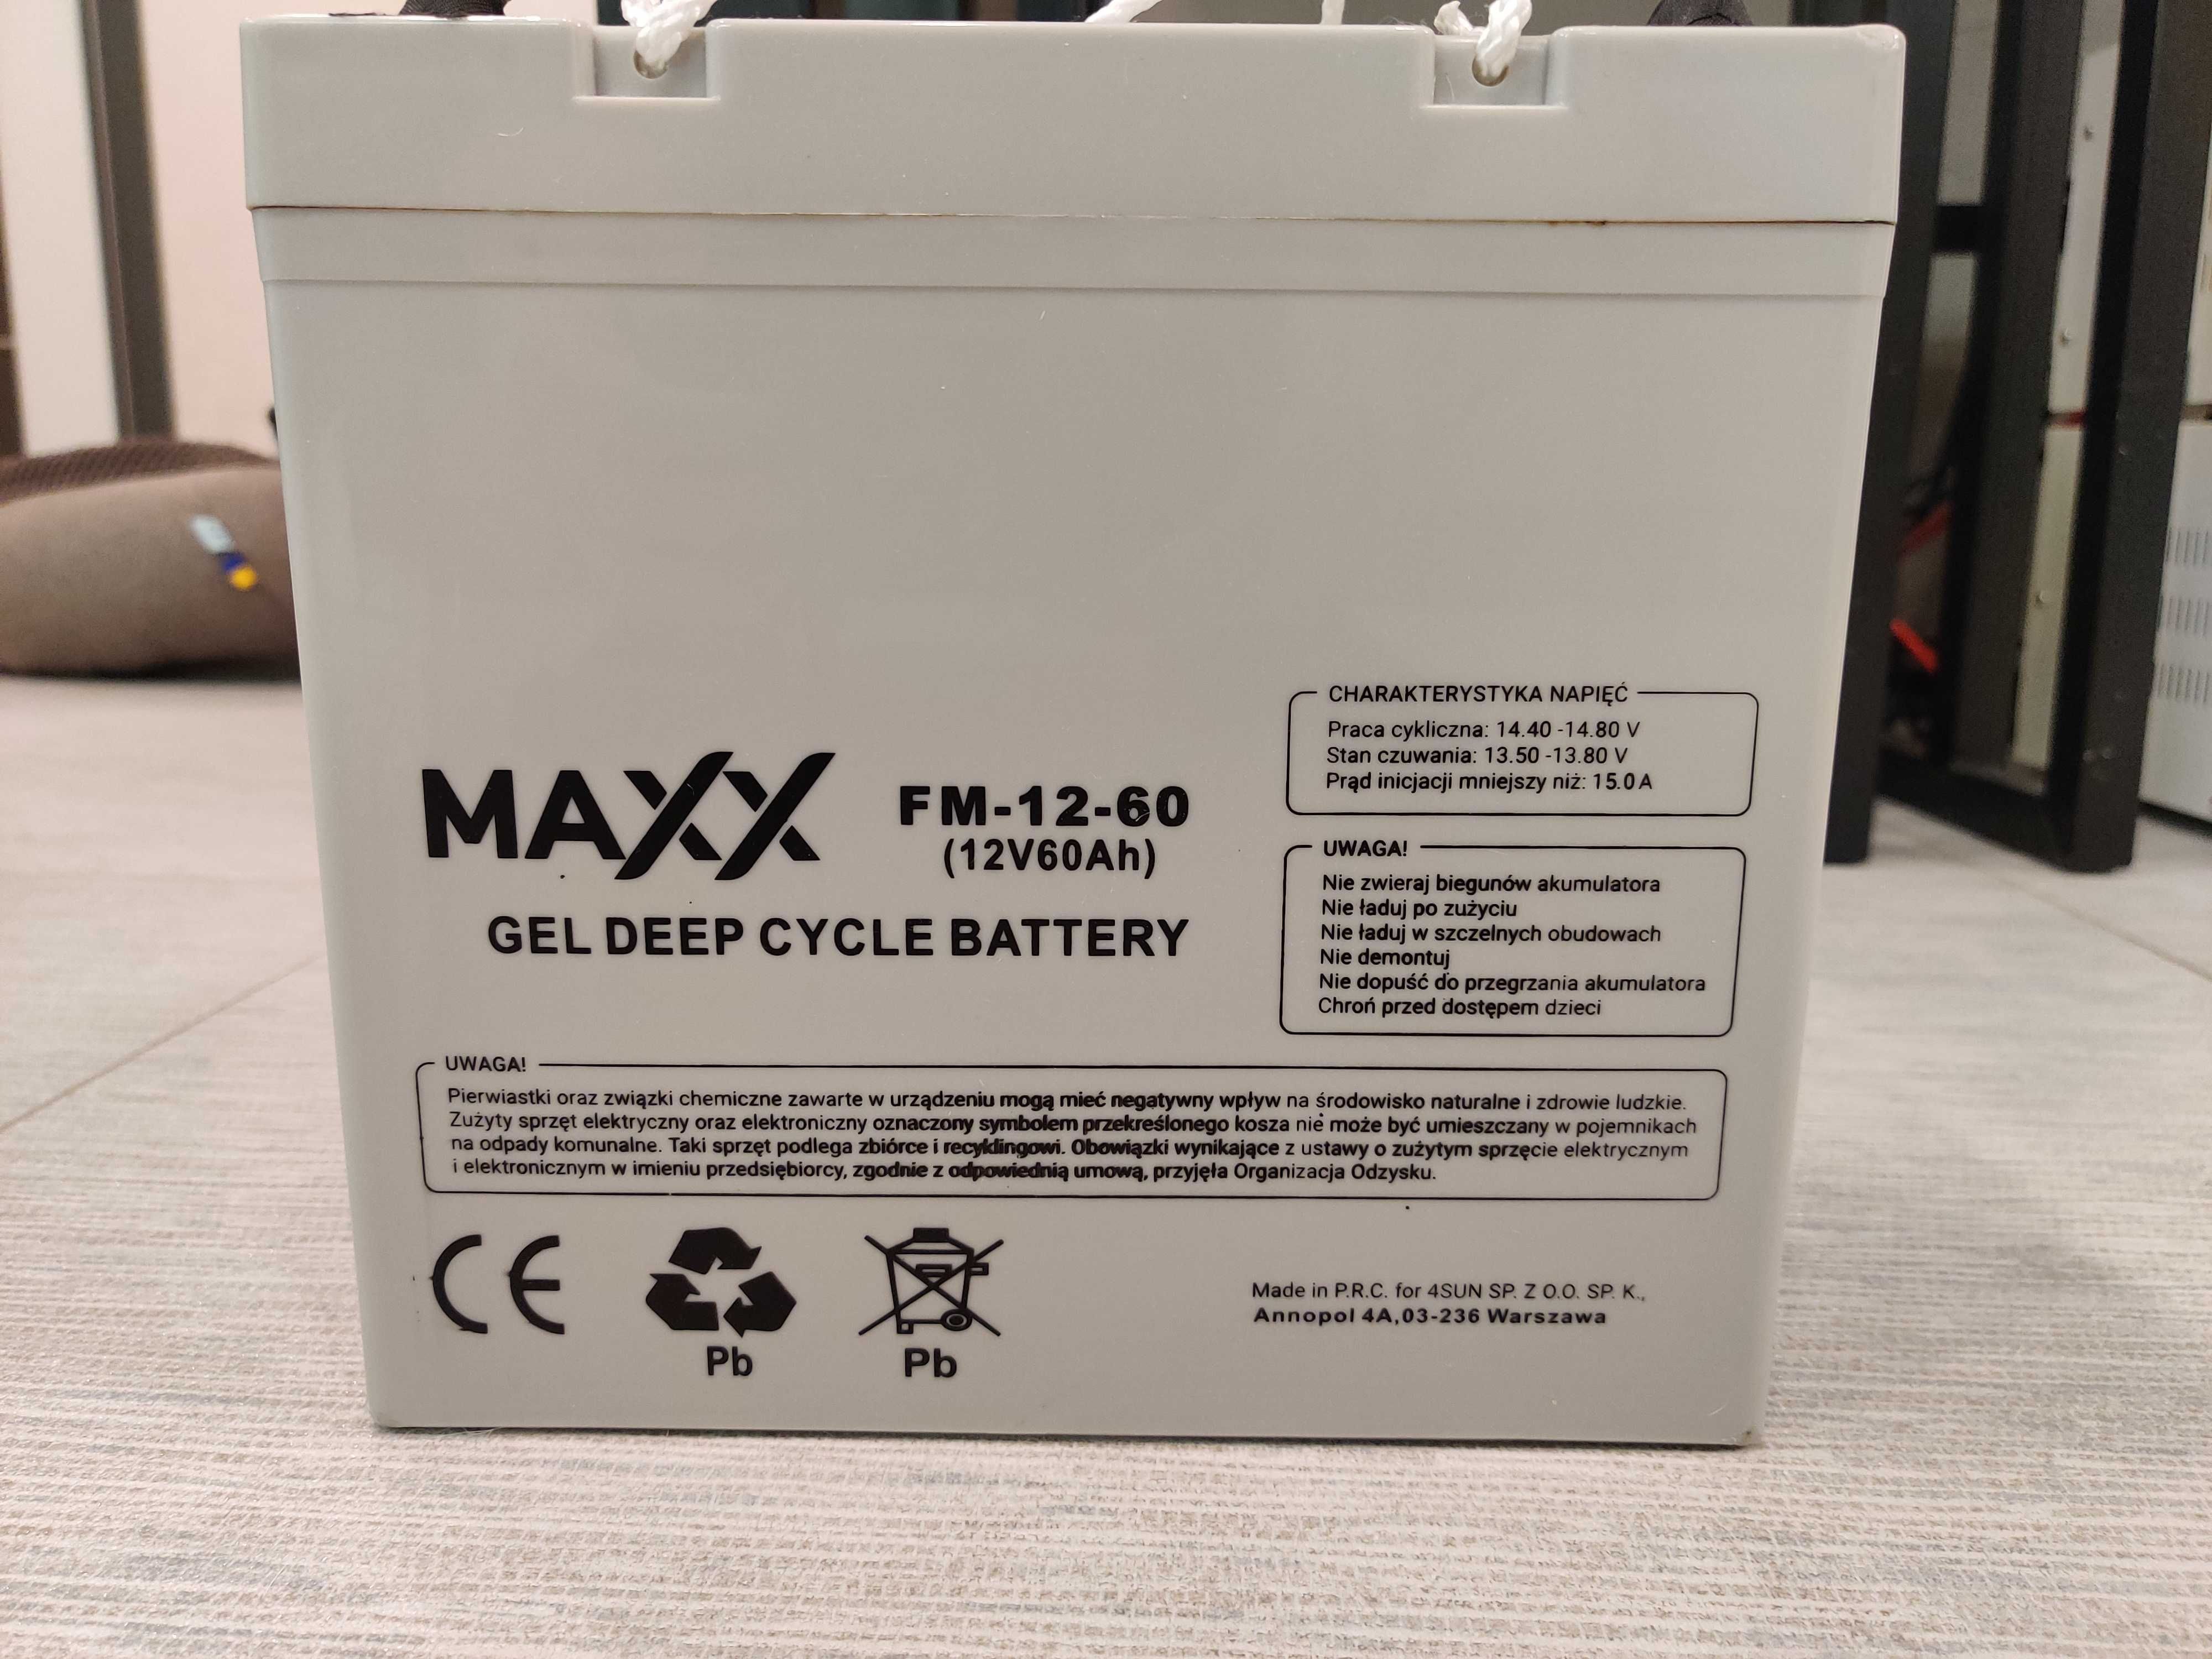 CHARAKTERYSTYKA NAPIĘĆ
Praca cykliczna: 14.40 -14.80 V
Stan czuwania: 13.50 -13.80 V
Prąd inicjacji mniejszy niż: 15.0 A
MAXX
FM-12-60
(12V60Ah)
GEL DEEP CYCLE BATTERY
UWAGA!
Nie zwieraj biegunów akumulatora
Nie ładuj po zużyciu
Nie ładuj w szczelnych obudowach
Nie demontuj
Nie dopuść do przegrzania akumulatora
Chroń przed dostępem dzieci
UWAGA!
Pierwiastki oraz związki chemiczne zawarte w urządzeniu mogą mieć negatywny wpływ na środowisko naturalne i zdrowie ludzkie.
Zużyty sprzęt elektryczny oraz elektroniczny oznaczony symbolem przekreślonego kosza nie może być umieszczany w pojemnikach
na odpady komunalne. Taki sprzęt podlega zbiórce i recyklingowi. Obowiązki wynikające z ustawy o zużytym sprzęcie elektrycznym
i elektronicznym w imieniu przedsiębiorcy, zgodnie z odpowiednią umową, przyjęła Organizacja Odzysku.
CE
Pb
Pb
Made in P.R.C. for 4SUN SP. Z O.O. SP. K.,
Annopol 4A,03-236 Warszawa